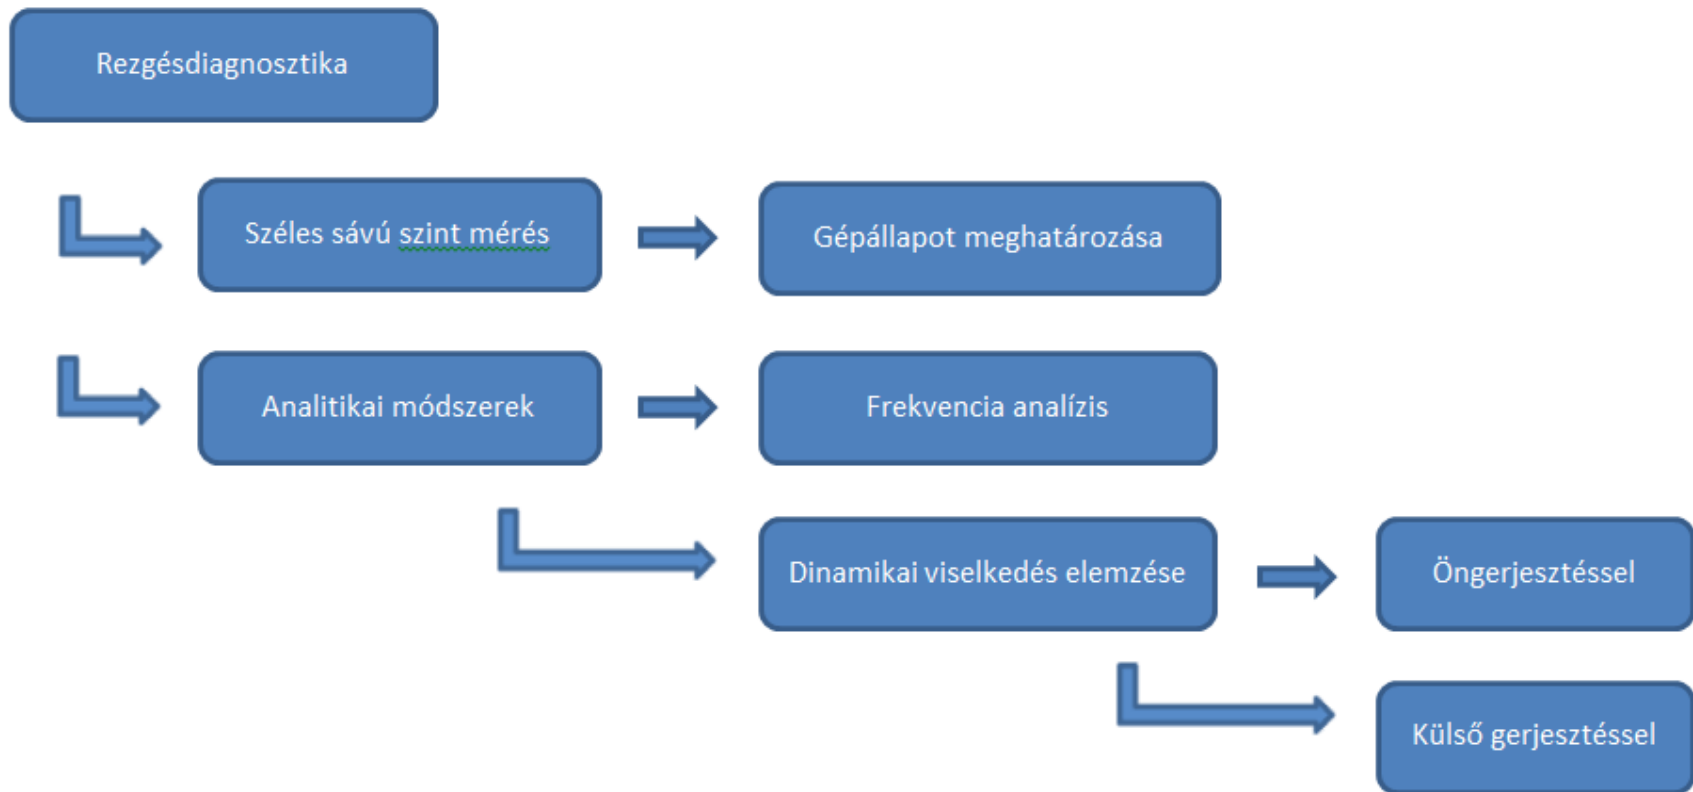 Rezgésdiagnosztika
Széles sávú szint mérés
Gépállapot meghatározása
Analitikai módszerek
Frekvencia analízis
Dinamikai viselkedés elemzése
Öngerjesztéssel
Külső gerjesztéssel